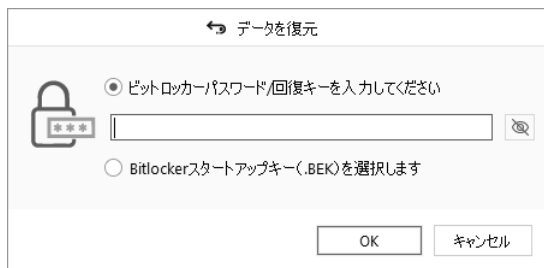 データを復元
ビットロッカーパスワード/回復キーを入力してください
***
Bitlockerスタートアップキー(.BEK)を選択します
OK
キャンセル